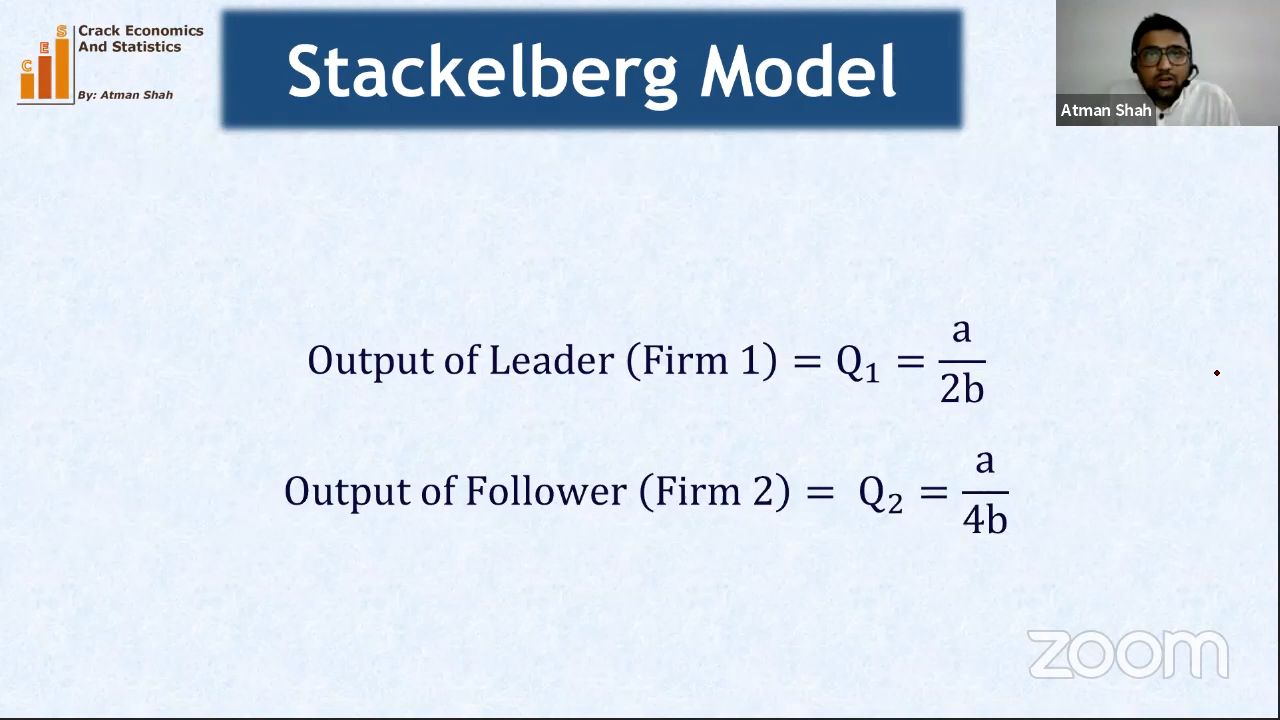 C E S
Crack Economics
And Statistics
By: Atman Shah
Stackelberg Model
Atman Shah
Output of Leader (Firm 1) = Q₁ = a/2b
Output of Follower (Firm 2) = Q₂ = a/4b
zoom